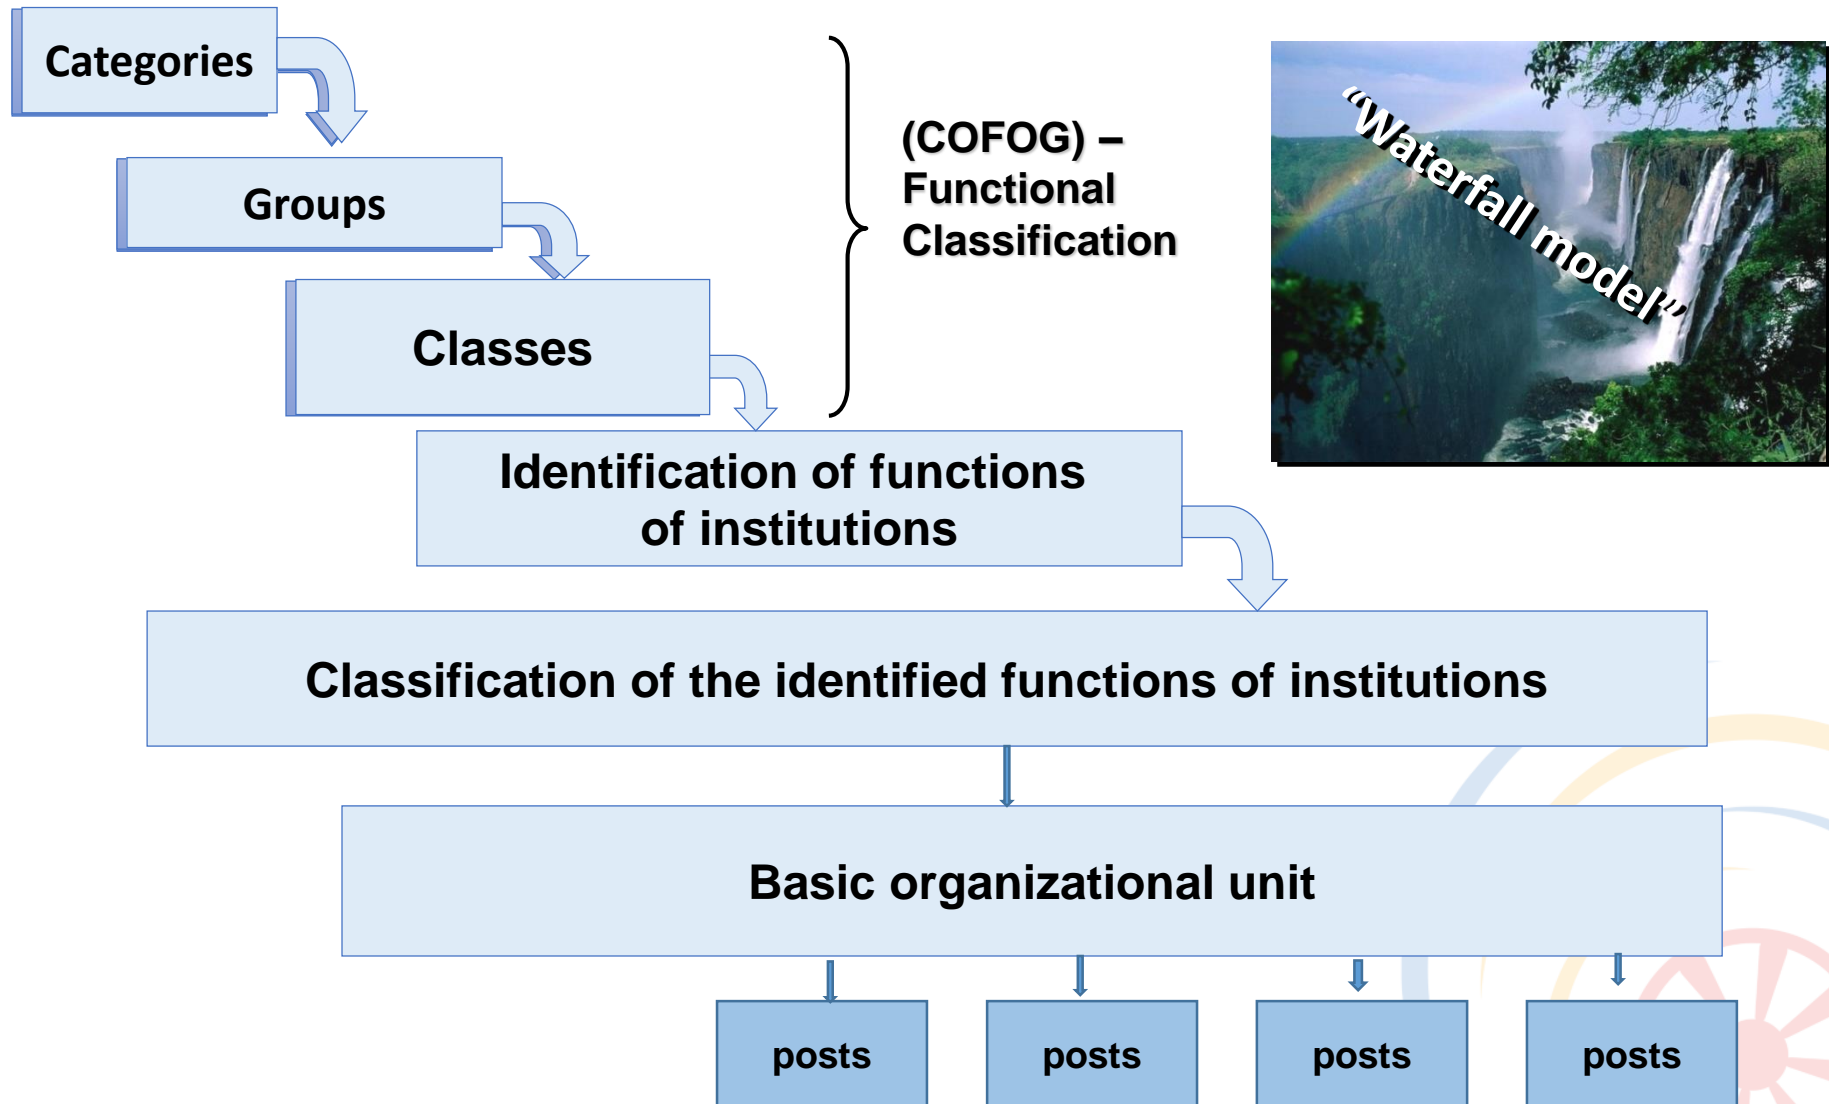 Categories
Groups
Classes
(COFOG) –
Functional
Classification
“Waterfall model”
Identification of functions
of institutions
Classification of the identified functions of institutions
Basic organizational unit
posts
posts
posts
posts